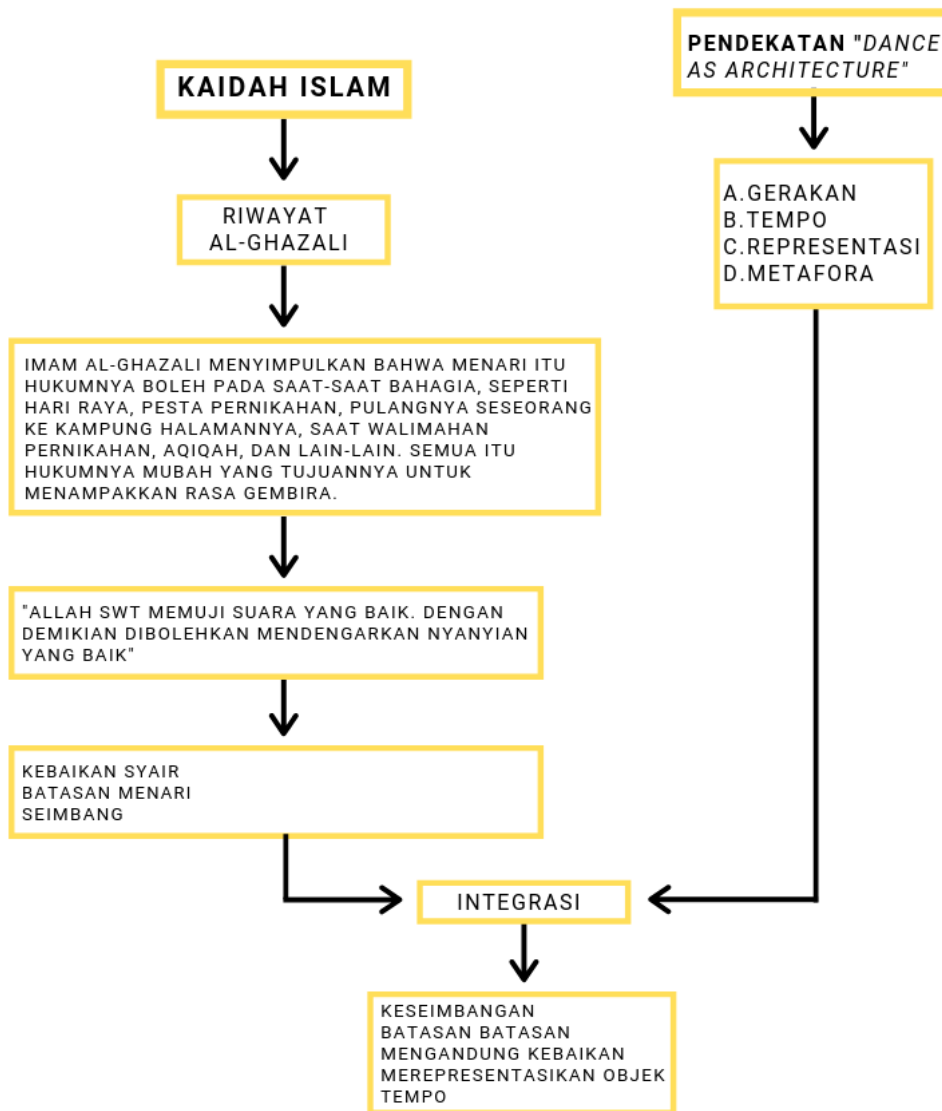 KAIDAH ISLAM
RIWAYAT
AL-GHAZALI
IMAM AL-GHAZALI MENYIMPULKAN BAHWA MENARI ITU
HUKUMNYA BOLEH PADA SAAT-SAAT BAHAGIA, SEPERTI
HARI RAYA, PESTA PERNIKAHAN, PULANGNYA SESEORANG
KE KAMPUNG HALAMANNYA, SAAT WALIMAHAN
PERNIKAHAN, AQIQAH, DAN LAIN-LAIN. SEMUA ITU
HUKUMNYA MUBAH YANG TUJUANNYA UNTUK
MENAMPAKKAN RASA GEMBIRA.
"ALLAH SWT MEMUJI SUARA YANG BAIK. DENGAN
DEMIKIAN DIBOLEHKAN MENDENGARKAN NYANYIAN
YANG BAIK"
KEBAIKAN SYAIR
BATASAN MENARI
SEIMBANG
PENDEKATAN "DANCE
AS ARCHITECTURE"
A.GERAKAN
B.TEMPO
C.REPRESENTASI
D.METAFORA
INTEGRASI
KESEIMBANGAN
BATASAN BATASAN
MENGANDUNG KEBAIKAN
MEREPRESENTASIKAN OBJEK
TEMPO